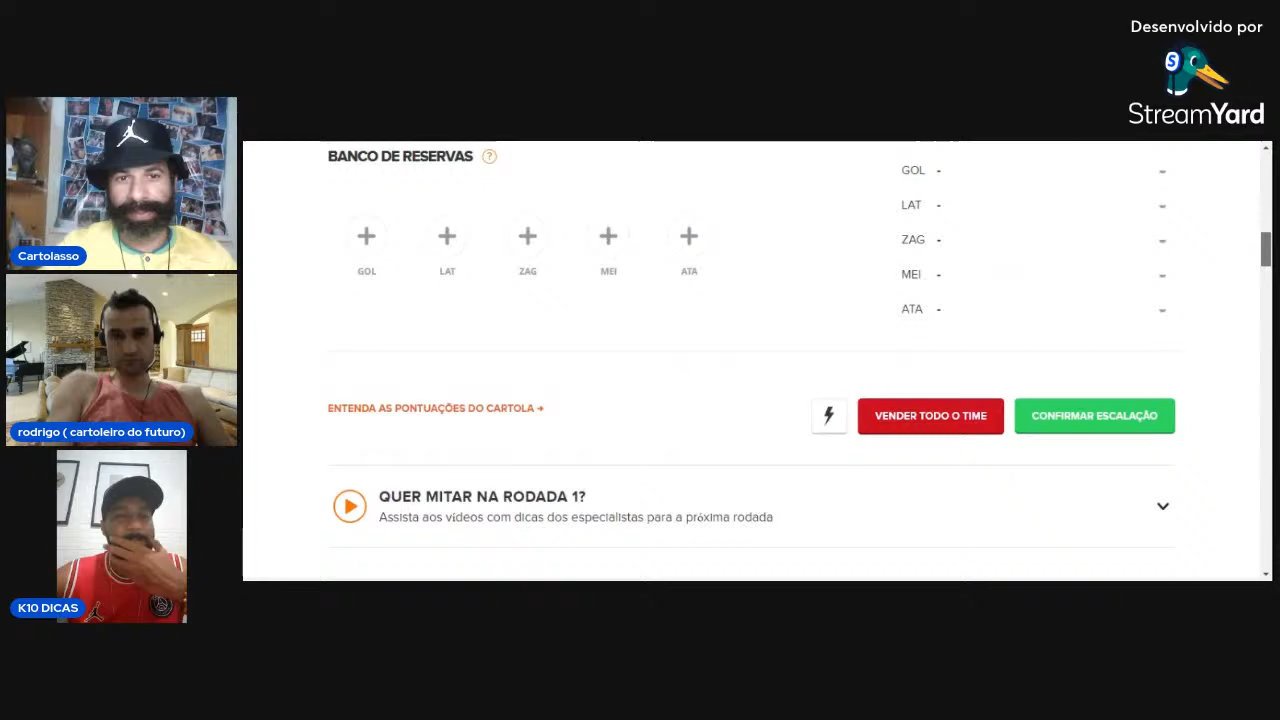 Desenvolvido por
S
StreamYard
Cartolasso
rodrigo ( cartoleiro do futuro)
K10 DICAS
BANCO DE RESERVAS ?
GOL
LAT
ZAG
MEI
ATA
GOL -
LAT -
ZAG -
MEI -
ATA -
ENTENDA AS PONTUAÇÕES DO CARTOLA
VENDER TODO O TIME
CONFIRMAR ESCALAÇÃO
QUER MITAR NA RODADA 1?
Assista aos vídeos com dicas dos especialistas para a próxima rodada